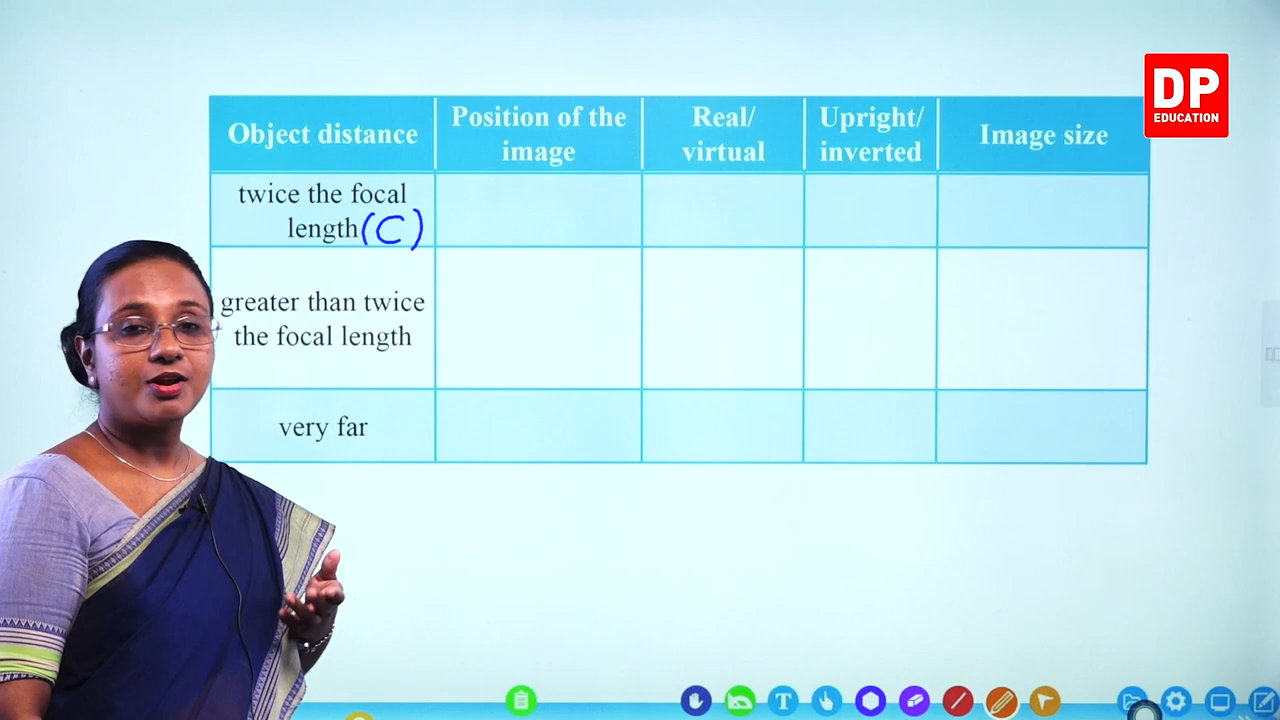 DP
EDUCATION
Object distance
Position of the
image
Real/
virtual
Upright/
inverted
Image size
twice the focal
length (C)
greater than twice
the focal length
very far
T